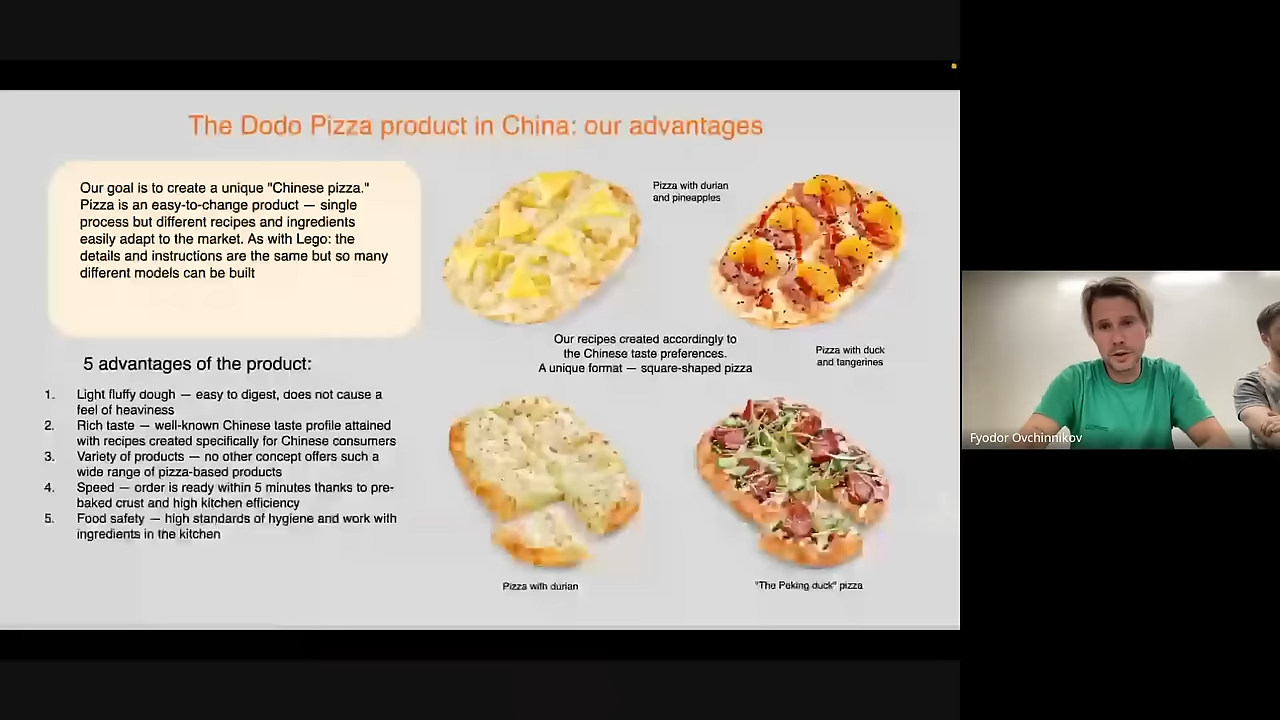 The Dodo Pizza product in China: our advantages
Our goal is to create a unique "Chinese pizza."
Pizza is an easy-to-change product — single
process but different recipes and ingredients
easily adapt to the market. As with Lego: the
details and instructions are the same but so many
different models can be built
5 advantages of the product:
1. Light fluffy dough — easy to digest, does not cause a
feel of heaviness
2. Rich taste — well-known Chinese taste profile attained
with recipes created specifically for Chinese consumers
3. Variety of products — no other concept offers such a
wide range of pizza-based products
4. Speed — order is ready within 5 minutes thanks to pre-
baked crust and high kitchen efficiency
5. Food safety — high standards of hygiene and work with
ingredients in the kitchen
Pizza with durian
and pineapples
Our recipes created accordingly to
the Chinese taste preferences.
A unique format — square-shaped pizza
Pizza with duck
and tangerines
Pizza with durian
"The Peking duck" pizza
Fyodor Ovchinnikov